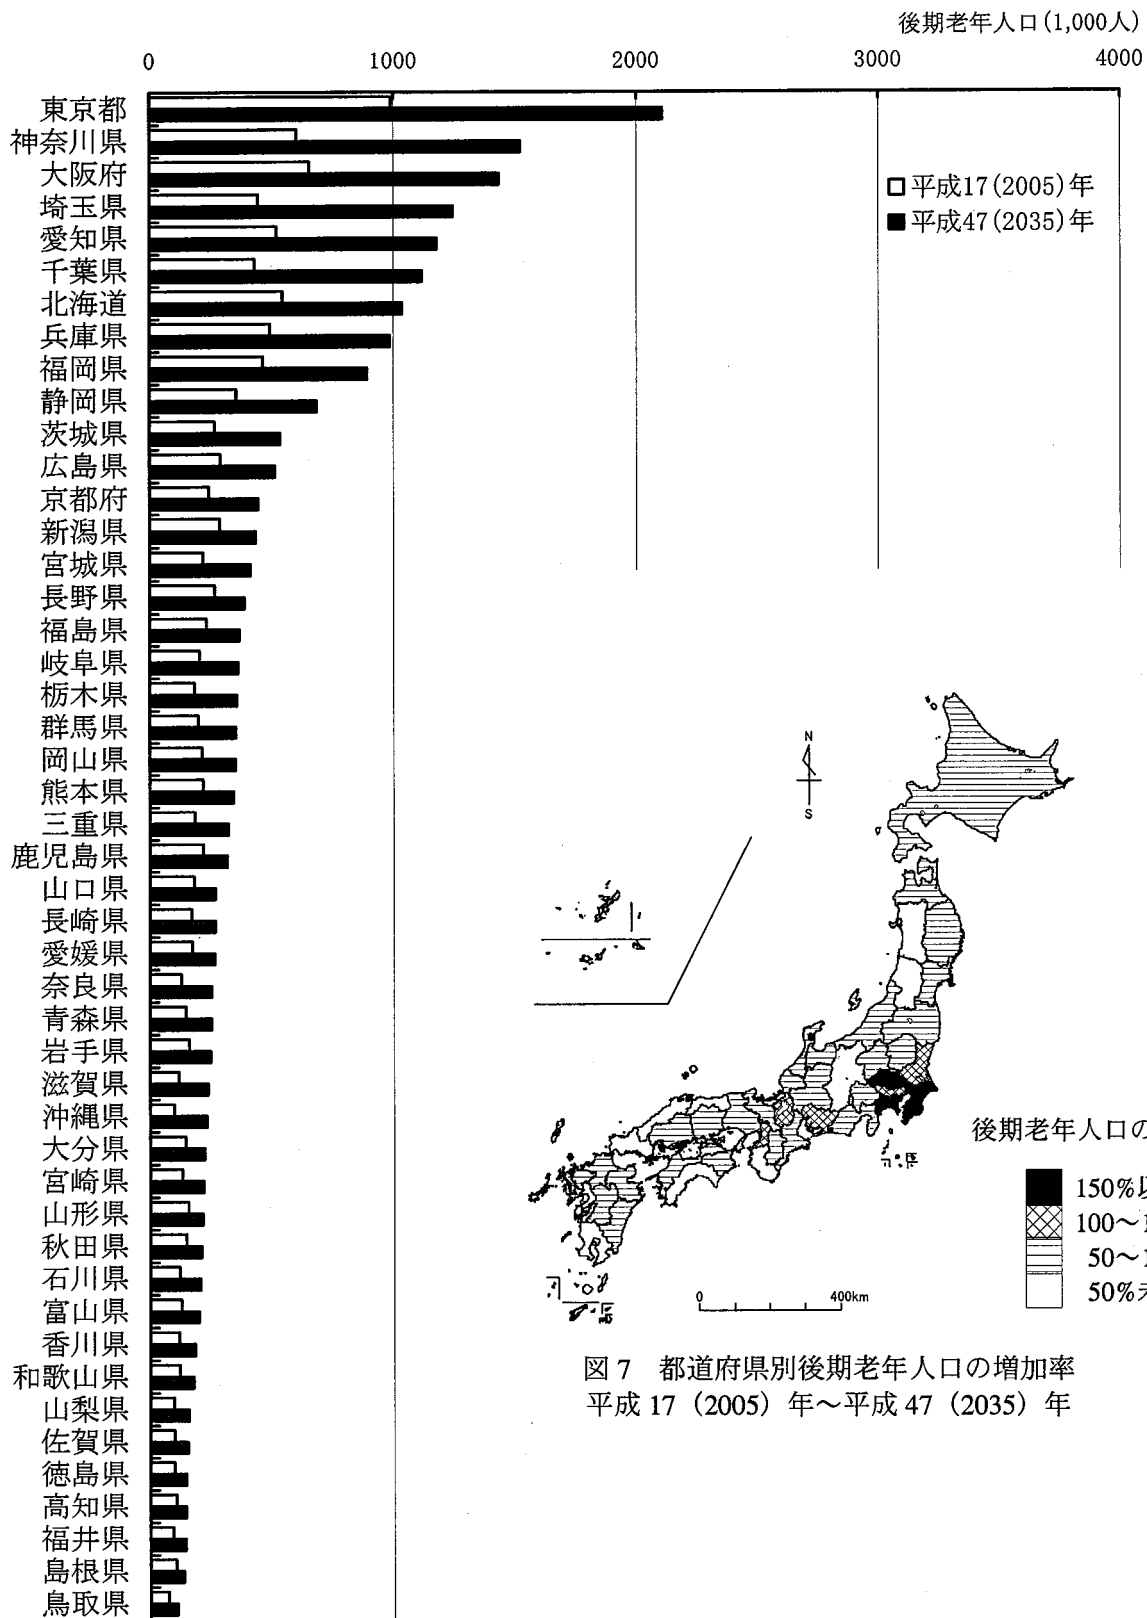 後期老年人口(1,000人)
0 1000 2000 3000 4000
東京都
神奈川県
大阪府
埼玉県
愛知県
千葉県
北海道
兵庫県
福岡県
静岡県
茨城県
広島県
京都府
新潟県
宮城県
長野県
福島県
岐阜県
栃木県
群馬県
岡山県
熊本県
三重県
鹿児島県
山口県
長崎県
愛媛県
奈良県
青森県
岩手県
滋賀県
沖縄県
大分県
宮崎県
山形県
秋田県
石川県
富山県
香川県
和歌山県
山梨県
佐賀県
徳島県
高知県
福井県
島根県
鳥取県
平成17(2005)年
平成47(2035)年
N
S
後期老年人口の
150%
100～
50～
50%
0 400km
図7 都道府県別後期老年人口の増加率
平成 17（2005）年～平成 47（2035）年